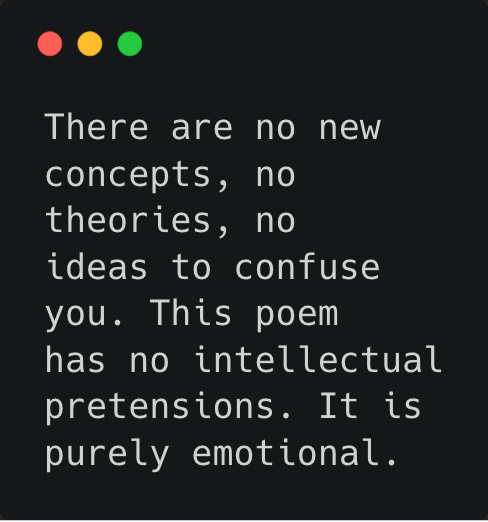 There are no new
concepts, no
theories, no
ideas to confuse
you. This poem
has no intellectual
pretensions. It is
purely emotional.